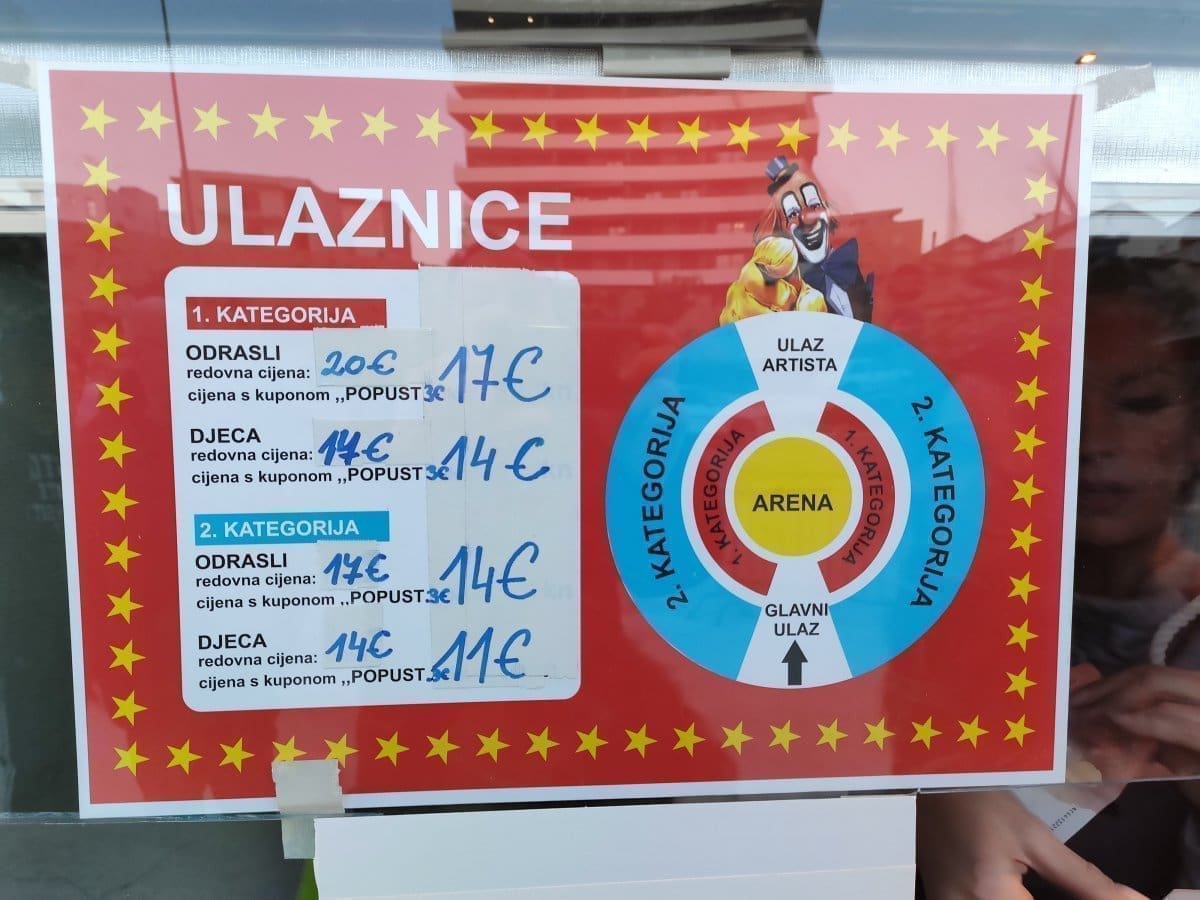 ULAZNICE
1. KATEGORIJA
ODRASLI
redovna cijena: 20€
cijena s kuponom ,,POPUST 3€ 17€
DJECA
redovna cijena: 17€
cijena s kuponom ,,POPUST 3€ 14€
2. KATEGORIJA
ODRASLI
redovna cijena: 17€
cijena s kuponom ,,POPUST 3€ 14€
DJECA
redovna cijena: 14€
cijena s kuponom ,,POPUST 3€ 11€
ULAZ
ARTISTA
2. KATEGORIJA
1. KATEGORIJA
ARENA
1. KATEGORIJA
2. KATEGORIJA
GLAVNI
ULAZ